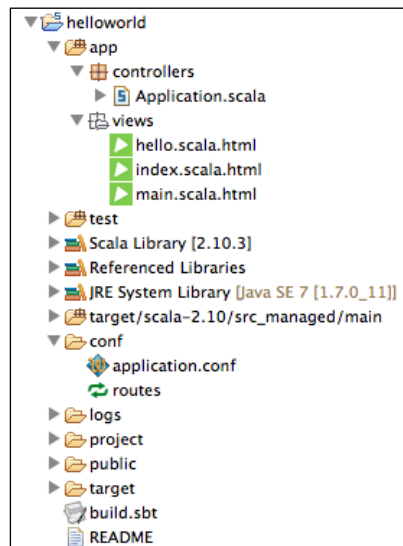 helloworld
app
controllers
Application.scala
views
hello.scala.html
index.scala.html
main.scala.html
test
Scala Library [2.10.3]
Referenced Libraries
JRE System Library [Java SE 7 [1.7.0_11]]
target/scala-2.10/src_managed/main
conf
application.conf
routes
logs
project
public
target
build.sbt
README